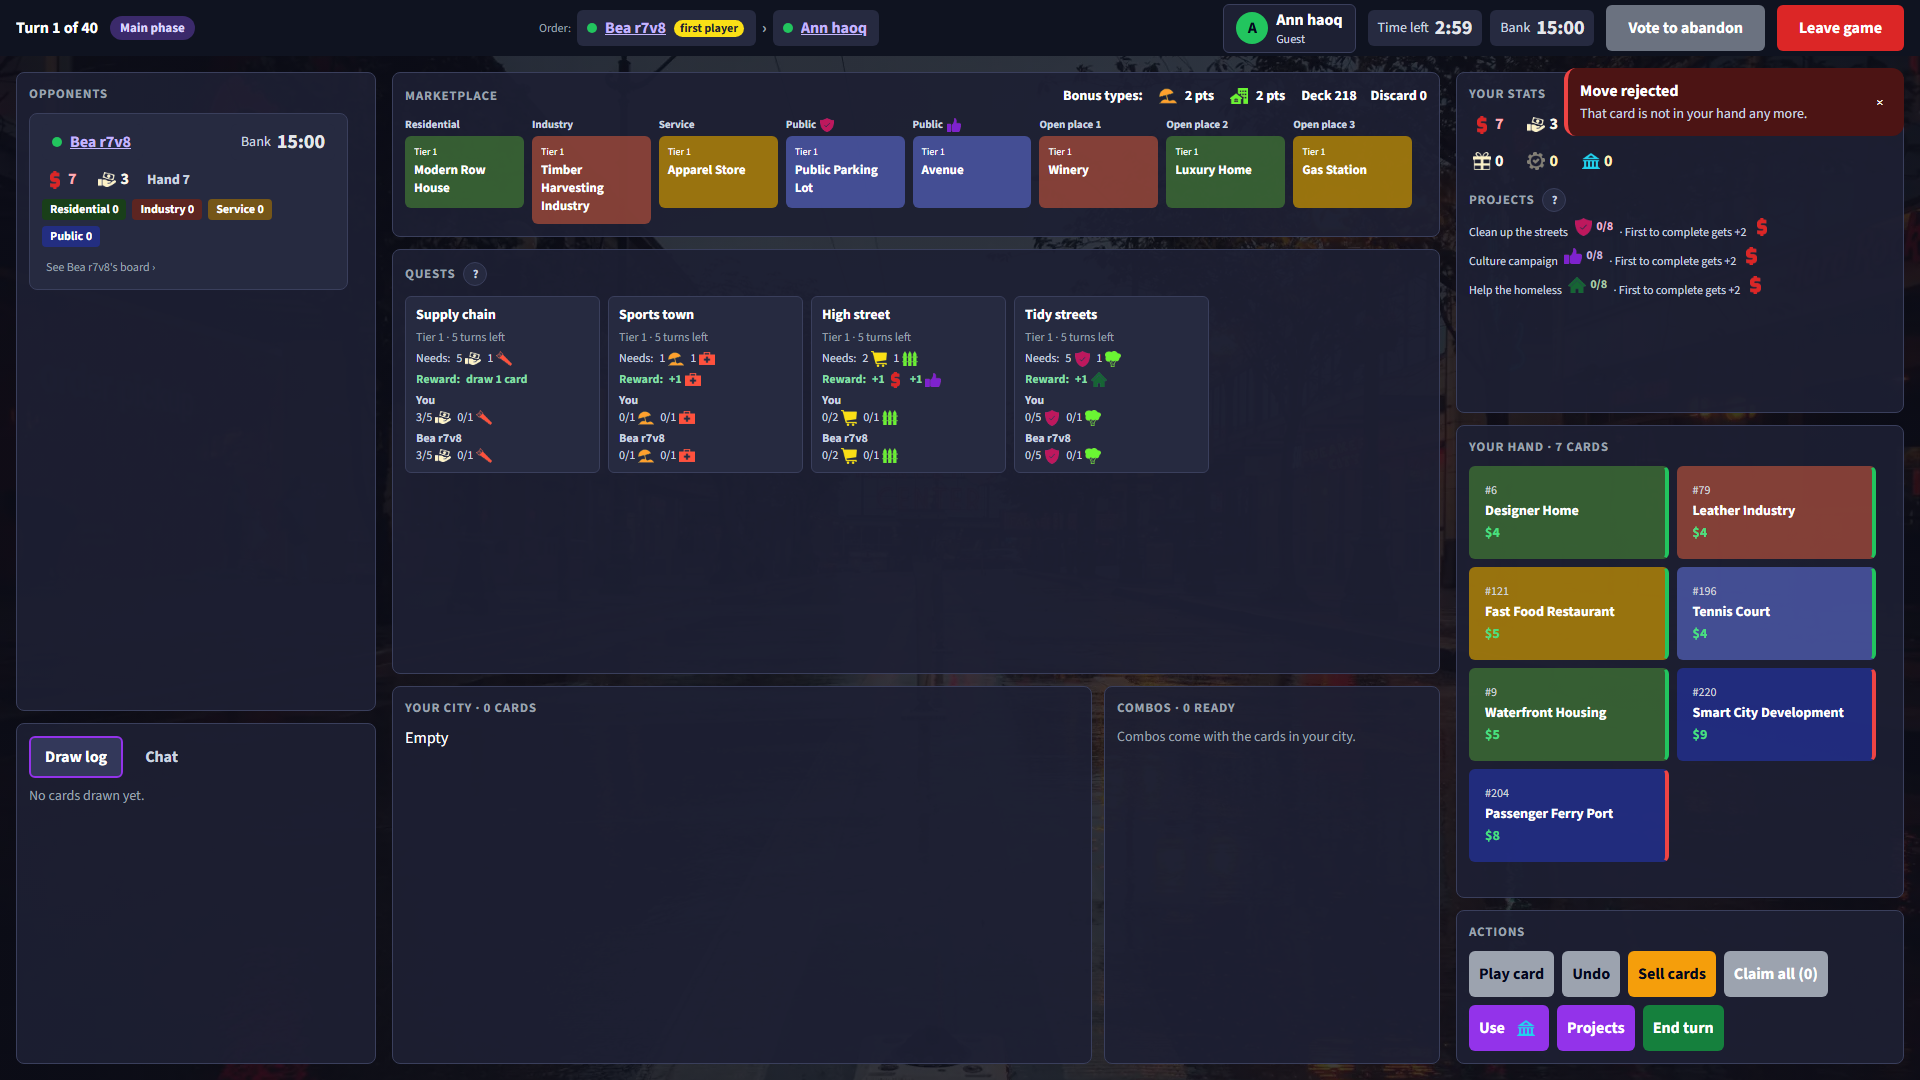 Turn 1 of 40 Main phase
Order: Bea r7v8 first player › Ann haoq
A Ann haoq
Guest
Time left 2:59
Bank 15:00
Vote to abandon
Leave game
OPPONENTS
Bea r7v8 Bank 15:00
7 3 Hand 7
Residential 0 Industry 0 Service 0
Public 0
See Bea r7v8's board ›
Draw log Chat
No cards drawn yet.
MARKETPLACE
Bonus types: 2 pts 2 pts Deck 218 Discard 0
Residential Industry Service Public Public Open place 1 Open place 2 Open place 3
Tier 1
Modern Row
House
Tier 1
Timber
Harvesting
Industry
Tier 1
Apparel Store
Tier 1
Public Parking
Lot
Tier 1
Avenue
Tier 1
Winery
Tier 1
Luxury Home
Tier 1
Gas Station
QUESTS ?
Supply chain
Tier 1 · 5 turns left
Needs: 5 1
Reward: draw 1 card
You
3/5 0/1
Bea r7v8
3/5 0/1
Sports town
Tier 1 · 5 turns left
Needs: 1 1
Reward: +1
You
0/1 0/1
Bea r7v8
0/1 0/1
High street
Tier 1 · 5 turns left
Needs: 2 1
Reward: +1 +1
You
0/2 0/1
Bea r7v8
0/2 0/1
Tidy streets
Tier 1 · 5 turns left
Needs: 5 1
Reward: +1
You
0/5 0/1
Bea r7v8
0/5 0/1
YOUR CITY · 0 CARDS
Empty
COMBOS · 0 READY
Combos come with the cards in your city.
YOUR STATS
7 3
0 0 0
Move rejected
That card is not in your hand any more.
×
PROJECTS ?
Clean up the streets 0/8 · First to complete gets +2
Culture campaign 0/8 · First to complete gets +2
Help the homeless 0/8 · First to complete gets +2
YOUR HAND · 7 CARDS
#6
Designer Home
$4
#79
Leather Industry
$4
#121
Fast Food Restaurant
$5
#196
Tennis Court
$4
#9
Waterfront Housing
$5
#220
Smart City Development
$9
#204
Passenger Ferry Port
$8
ACTIONS
Play card Undo Sell cards Claim all (0)
Use Projects End turn